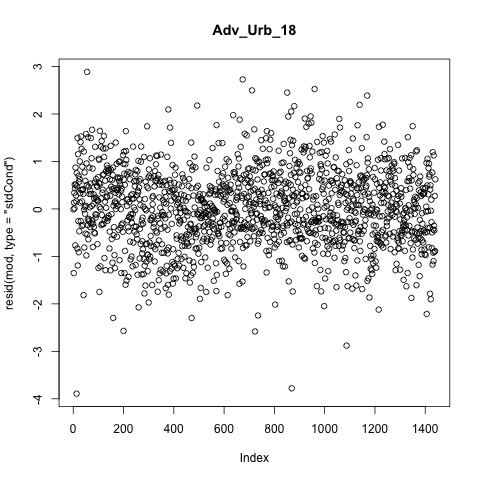 Adv_Urb_18
resid(mod, type = "stdCond")
3
2
1
0
-1
-2
-3
-4
0 200 400 600 800 1000 1200 1400
Index